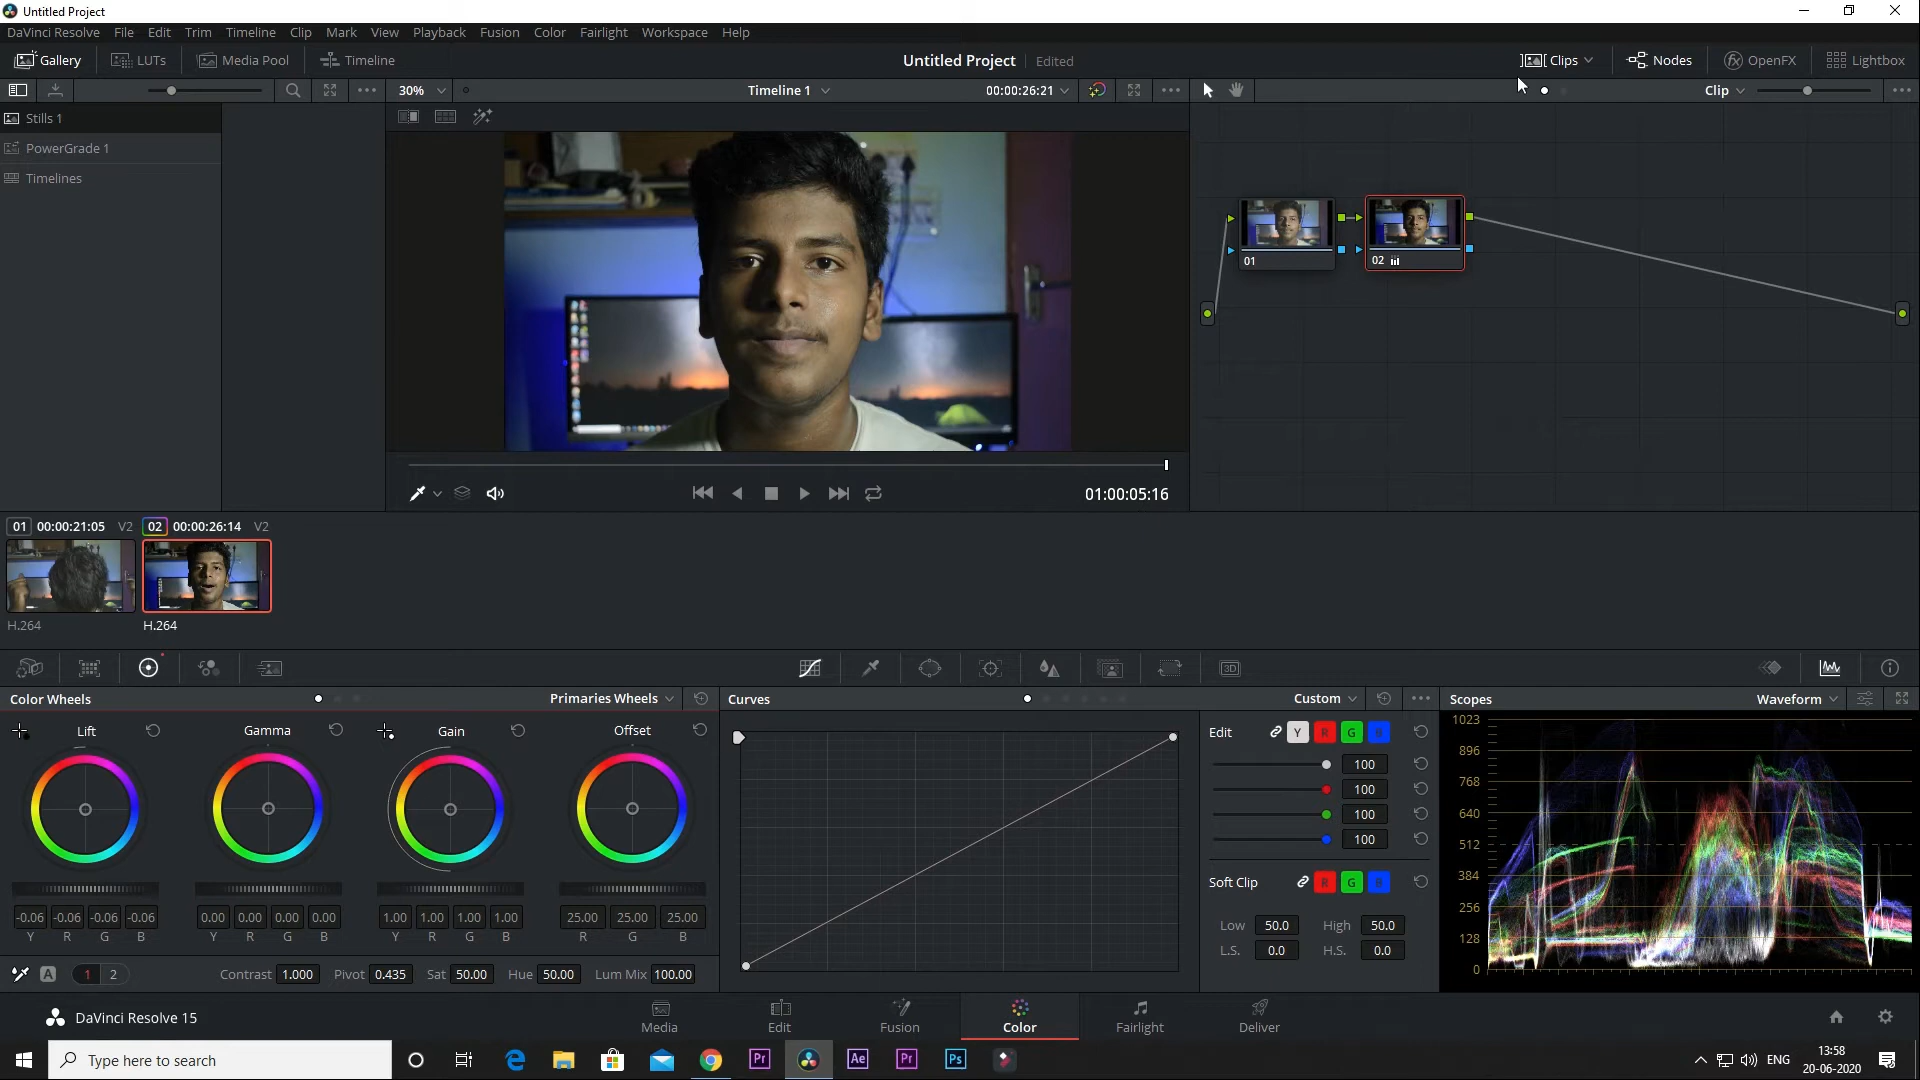 Untitled Project
DaVinci Resolve File Edit Trim Timeline Clip Mark View Playback Fusion Color Fairlight Workspace Help
Gallery LUTs Media Pool Timeline Untitled Project Edited Clips Nodes OpenFX Lightbox
30% Timeline 1 00:00:26:21 Clip
Stills 1
PowerGrade 1
Timelines
01
02
01:00:05:16
01 00:00:21:05 V2 02 00:00:26:14 V2
H.264 H.264
3D
Color Wheels Primaries Wheels Curves Custom Scopes Waveform
Lift Gamma Gain Offset
Edit Y R G B
100
100
100
100
Soft Clip R G B
Low 50.0 High 50.0
L.S. 0.0 H.S. 0.0
1023
896
768
640
512
384
256
128
0
-0.06 -0.06 -0.06 -0.06 0.00 0.00 0.00 0.00 1.00 1.00 1.00 1.00 25.00 25.00 25.00
Y R G B Y R G B Y R G B R G B
A 1 2 Contrast 1.000 Pivot 0.435 Sat 50.00 Hue 50.00 Lum Mix 100.00
DaVinci Resolve 15 Media Edit Fusion Color Fairlight Deliver
Type here to search Pr Ae Pr Ps ENG 13:58
20-06-2020